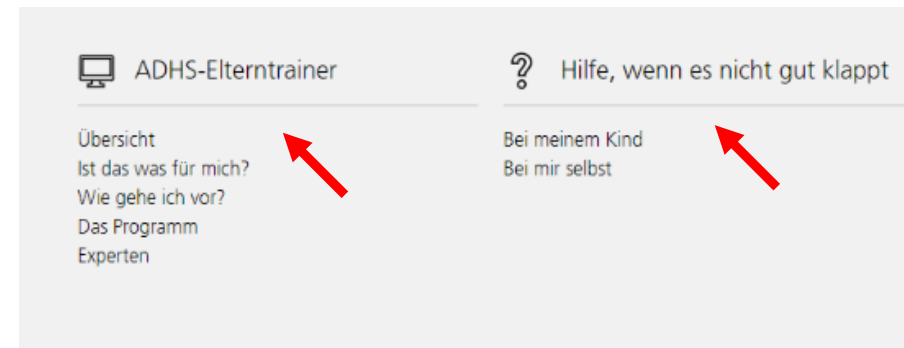 ADHS-Elterntrainer
Übersicht
Ist das was für mich?
Wie gehe ich vor?
Das Programm
Experten
Hilfe, wenn es nicht gut klappt
Bei meinem Kind
Bei mir selbst